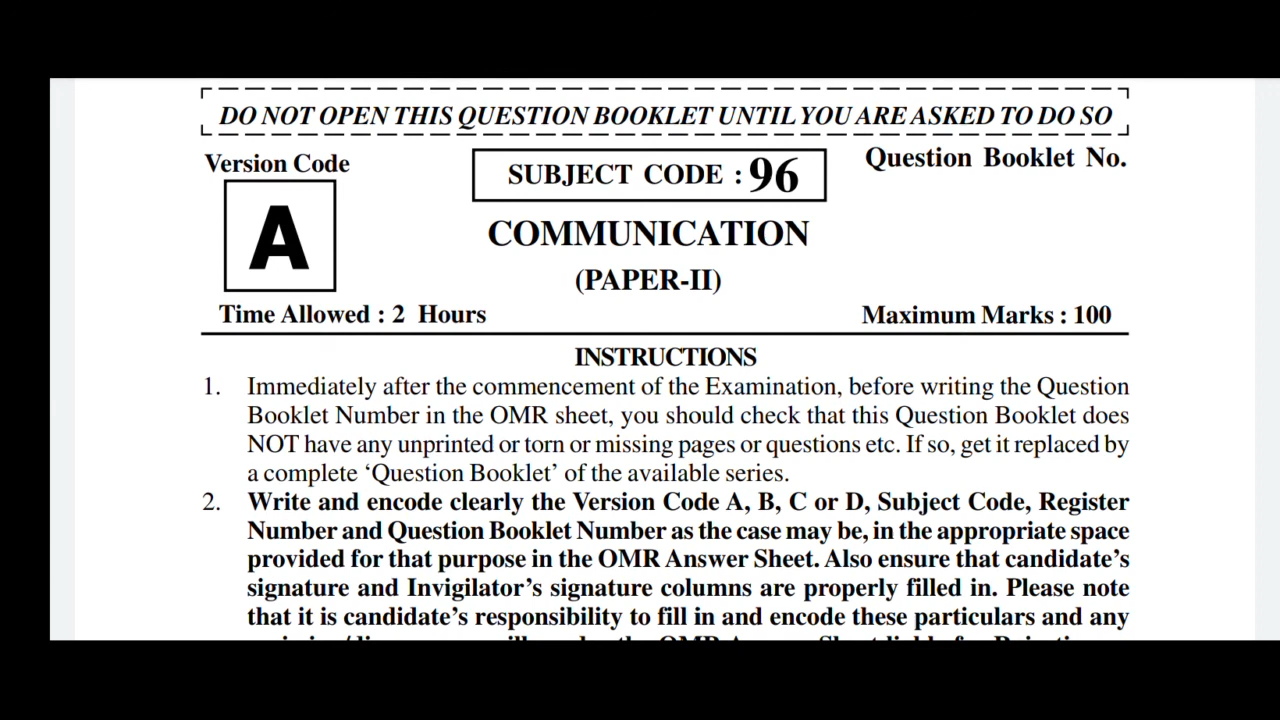 DO NOT OPEN THIS QUESTION BOOKLET UNTIL YOU ARE ASKED TO DO SO
Version Code
SUBJECT CODE : 96
Question Booklet No.
A
COMMUNICATION
(PAPER-II)
Time Allowed : 2 Hours
Maximum Marks : 100
INSTRUCTIONS
1. Immediately after the commencement of the Examination, before writing the Question
Booklet Number in the OMR sheet, you should check that this Question Booklet does
NOT have any unprinted or torn or missing pages or questions etc. If so, get it replaced by
a complete ‘Question Booklet’ of the available series.
2. Write and encode clearly the Version Code A, B, C or D, Subject Code, Register
Number and Question Booklet Number as the case may be, in the appropriate space
provided for that purpose in the OMR Answer Sheet. Also ensure that candidate’s
signature and Invigilator’s signature columns are properly filled in. Please note
that it is candidate’s responsibility to fill in and encode these particulars and any